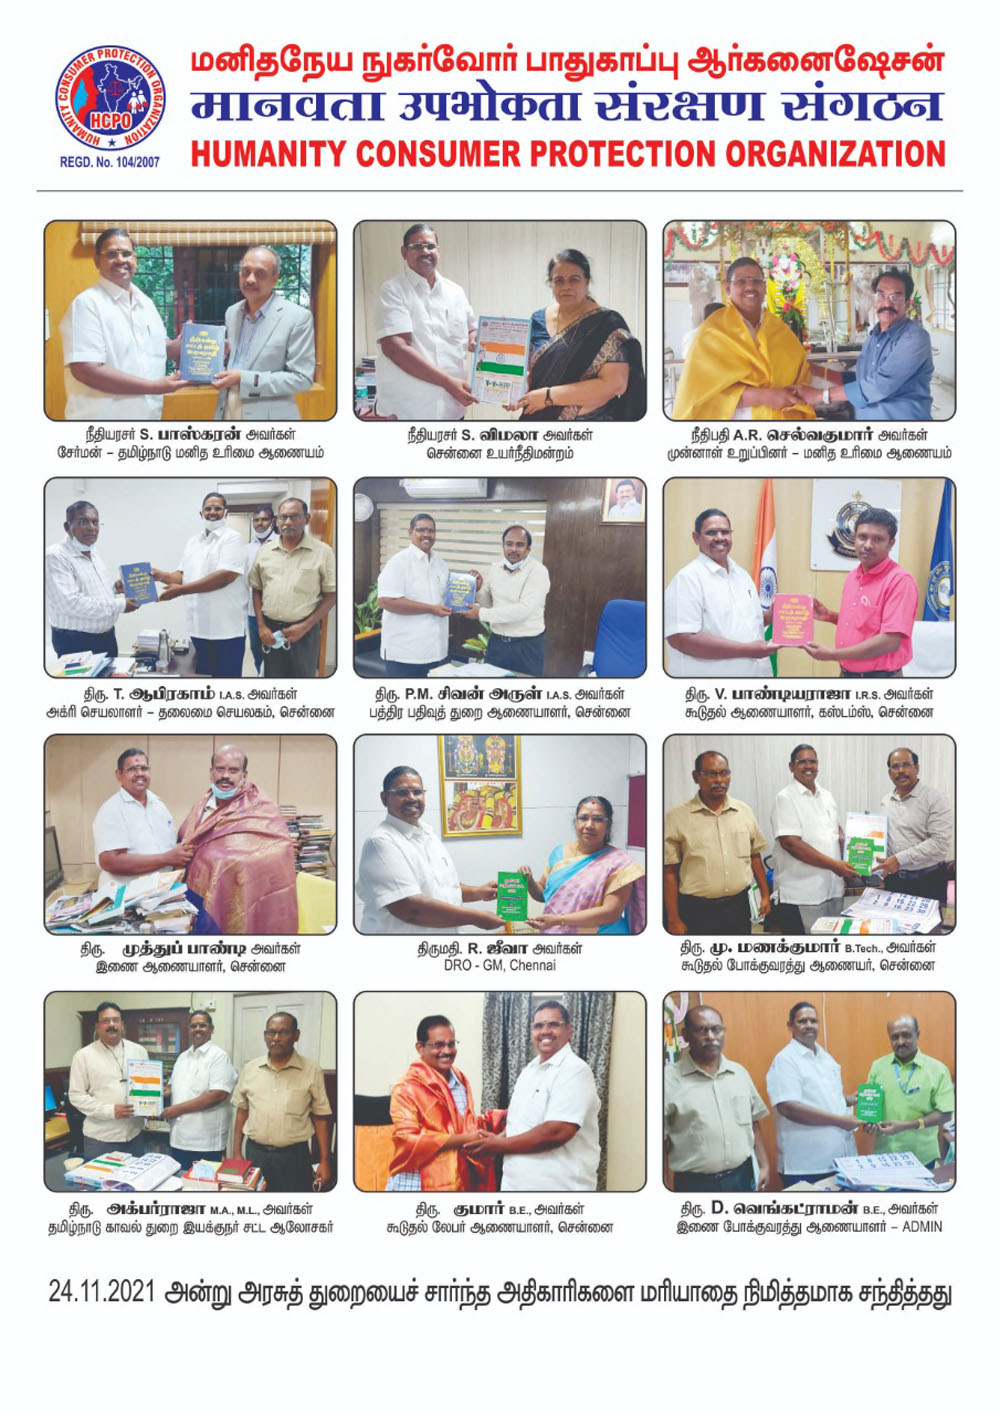 HUMANITY CONSUMER PROTECTION ORGANIZATION
HCPO
REGD. No. 104/2007
மனிதநேய நுகர்வோர் பாதுகாப்பு ஆர்கனைஷேசன்
मानवता उपभोकता संरक्षण संगठन
HUMANITY CONSUMER PROTECTION ORGANIZATION
நீதியரசர் S. பாஸ்கரன் அவர்கள்
சேர்மன் – தமிழ்நாடு மனித உரிமை ஆணையம்
நீதியரசர் S. விமலா அவர்கள்
சென்னை உயர்நீதிமன்றம்
நீதிபதி A.R. செல்வகுமார் அவர்கள்
முன்னாள் உறுப்பினர் – மனித உரிமை ஆணையம்
திரு. T. ஆபிரகாம் I.A.S. அவர்கள்
அக்ரி செயலாளர் – தலைமை செயலகம், சென்னை
திரு. P.M. சிவன் அருள் I.A.S. அவர்கள்
பத்திர பதிவுத் துறை ஆணையாளர், சென்னை
திரு. V. பாண்டியராஜா I.R.S. அவர்கள்
கூடுதல் ஆணையாளர், கஸ்டம்ஸ், சென்னை
திரு. முத்துப் பாண்டி அவர்கள்
இணை ஆணையாளர், சென்னை
திருமதி. R. ஜீவா அவர்கள்
DRO - GM, Chennai
திரு. மு. மணக்குமார் B.Tech., அவர்கள்
கூடுதல் போக்குவரத்து ஆணையர், சென்னை
திரு. அக்பர்ராஜா M.A., M.L., அவர்கள்
தமிழ்நாடு காவல் துறை இயக்குநர் சட்ட ஆலோசகர்
திரு. குமார் B.E., அவர்கள்
கூடுதல் லேபர் ஆணையாளர், சென்னை
திரு. D. வெங்கட்ராமன் B.E., அவர்கள்
இணை போக்குவரத்து ஆணையாளர் – ADMIN
24.11.2021 அன்று அரசுத் துறையைச் சார்ந்த அதிகாரிகளை மரியாதை நிமித்தமாக சந்தித்தது